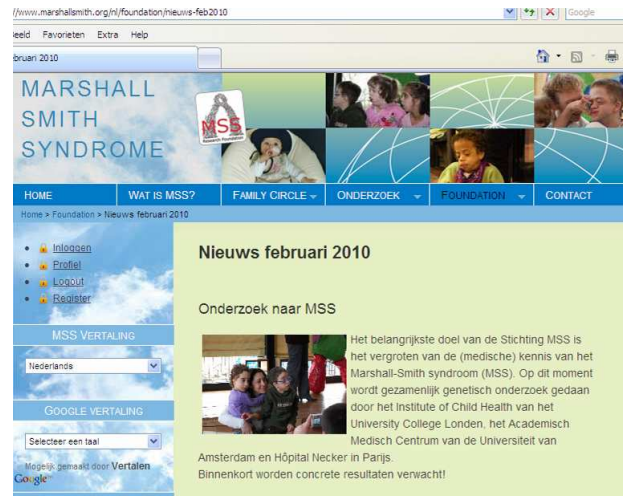 //www.marshallsmith.org/nl/foundation/nieuws-feb2010
Google
Beeld Favorieten Extra Help
bruari 2010
MARSHALL
SMITH
SYNDROME
MSS
Research Foundation
HOME WAT IS MSS? FAMILY CIRCLE ONDERZOEK FOUNDATION CONTACT
Home > Foundation > Nieuws februari 2010
Inloggen
Profiel
Logout
Register
MSS VERTALING
Nederlands
GOOGLE VERTALING
Selecteer een taal
Mogelijk gemaakt door Vertalen
Google
Nieuws februari 2010
Onderzoek naar MSS
Het belangrijkste doel van de Stichting MSS is
het vergroten van de (medische) kennis van het
Marshall-Smith syndroom (MSS). Op dit moment
wordt gezamenlijk genetisch onderzoek gedaan
door het Institute of Child Health van het
University College Londen, het Academisch
Medisch Centrum van de Universiteit van
Amsterdam en Hôpital Necker in Parijs.
Binnenkort worden concrete resultaten verwacht!